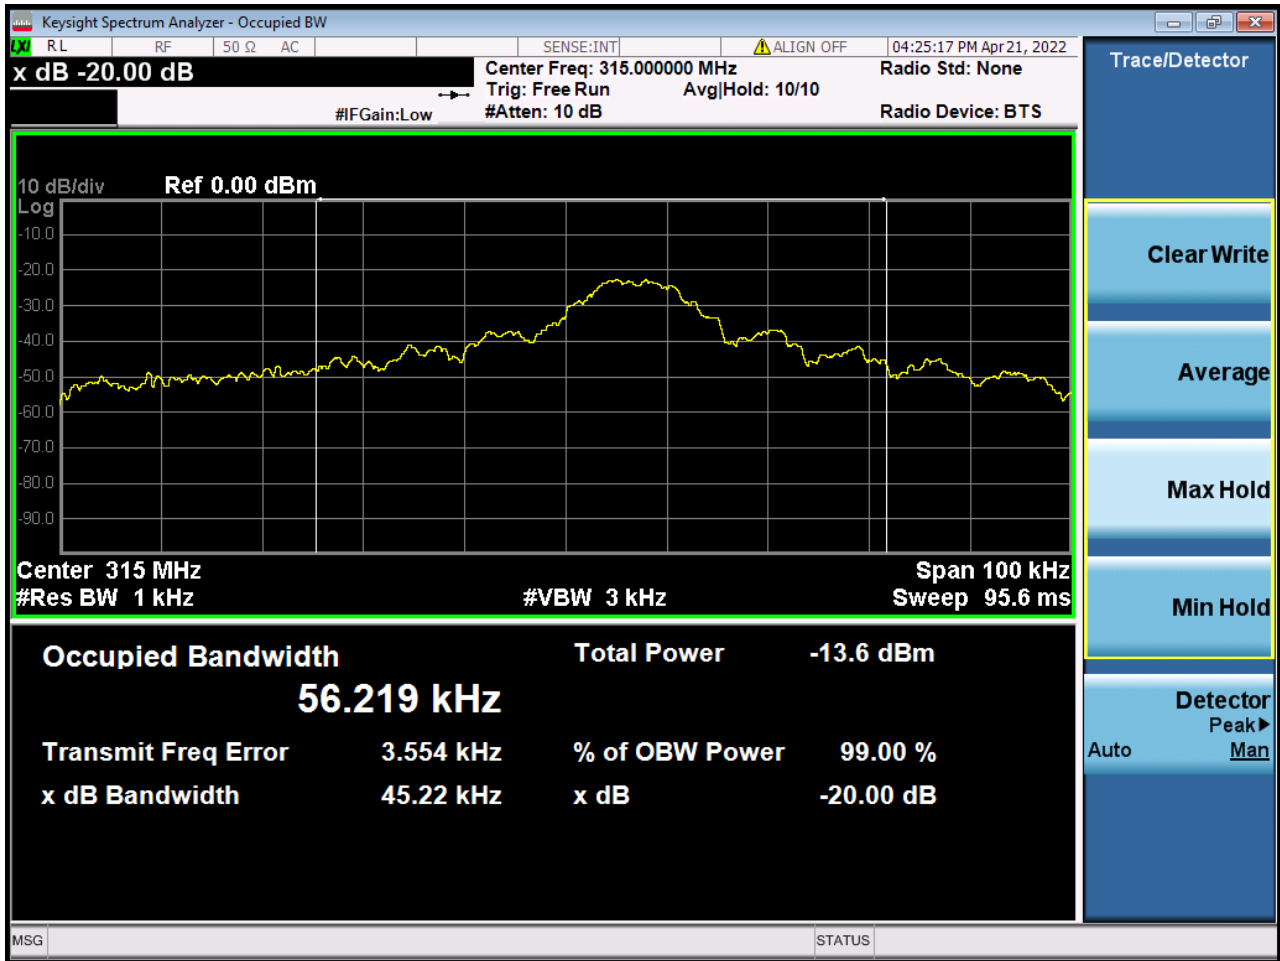 Keysight Spectrum Analyzer - Occupied BW
LXI RL RF 50 Ω AC SENSE:INT ALIGN OFF 04:25:17 PM Apr 21, 2022
x dB -20.00 dB
Center Freq: 315.000000 MHz Radio Std: None
Trig: Free Run Avg|Hold: 10/10
#IFGain:Low #Atten: 10 dB Radio Device: BTS
Trace/Detector
10 dB/div Ref 0.00 dBm
Log
-10.0
-20.0
-30.0
-40.0
-50.0
-60.0
-70.0
-80.0
-90.0
Center 315 MHz Span 100 kHz
#Res BW 1 kHz #VBW 3 kHz Sweep 95.6 ms
Clear Write
Average
Max Hold
Min Hold
Detector
Peak▶
Auto Man
Occupied Bandwidth Total Power -13.6 dBm
56.219 kHz
Transmit Freq Error 3.554 kHz % of OBW Power 99.00 %
x dB Bandwidth 45.22 kHz x dB -20.00 dB
MSG STATUS